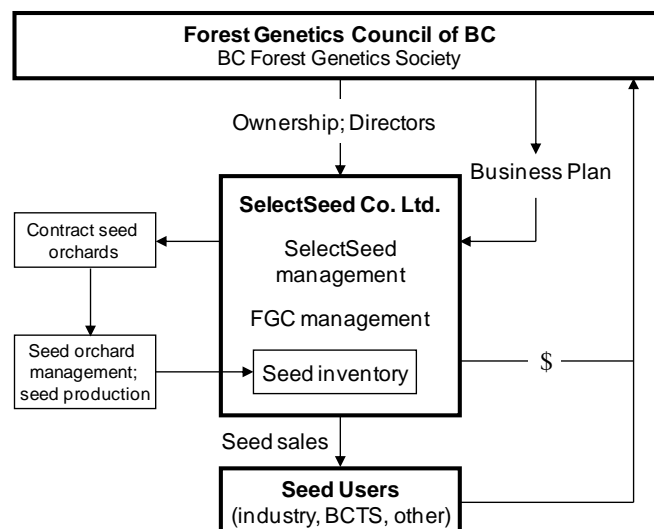 Forest Genetics Council of BC
BC Forest Genetics Society
Ownership; Directors
Business Plan
SelectSeed Co. Ltd.
SelectSeed
management
FGC management
Seed inventory
Contract seed
orchards
Seed orchard
management;
seed production
$
Seed sales
Seed Users
(industry, BCTS, other)